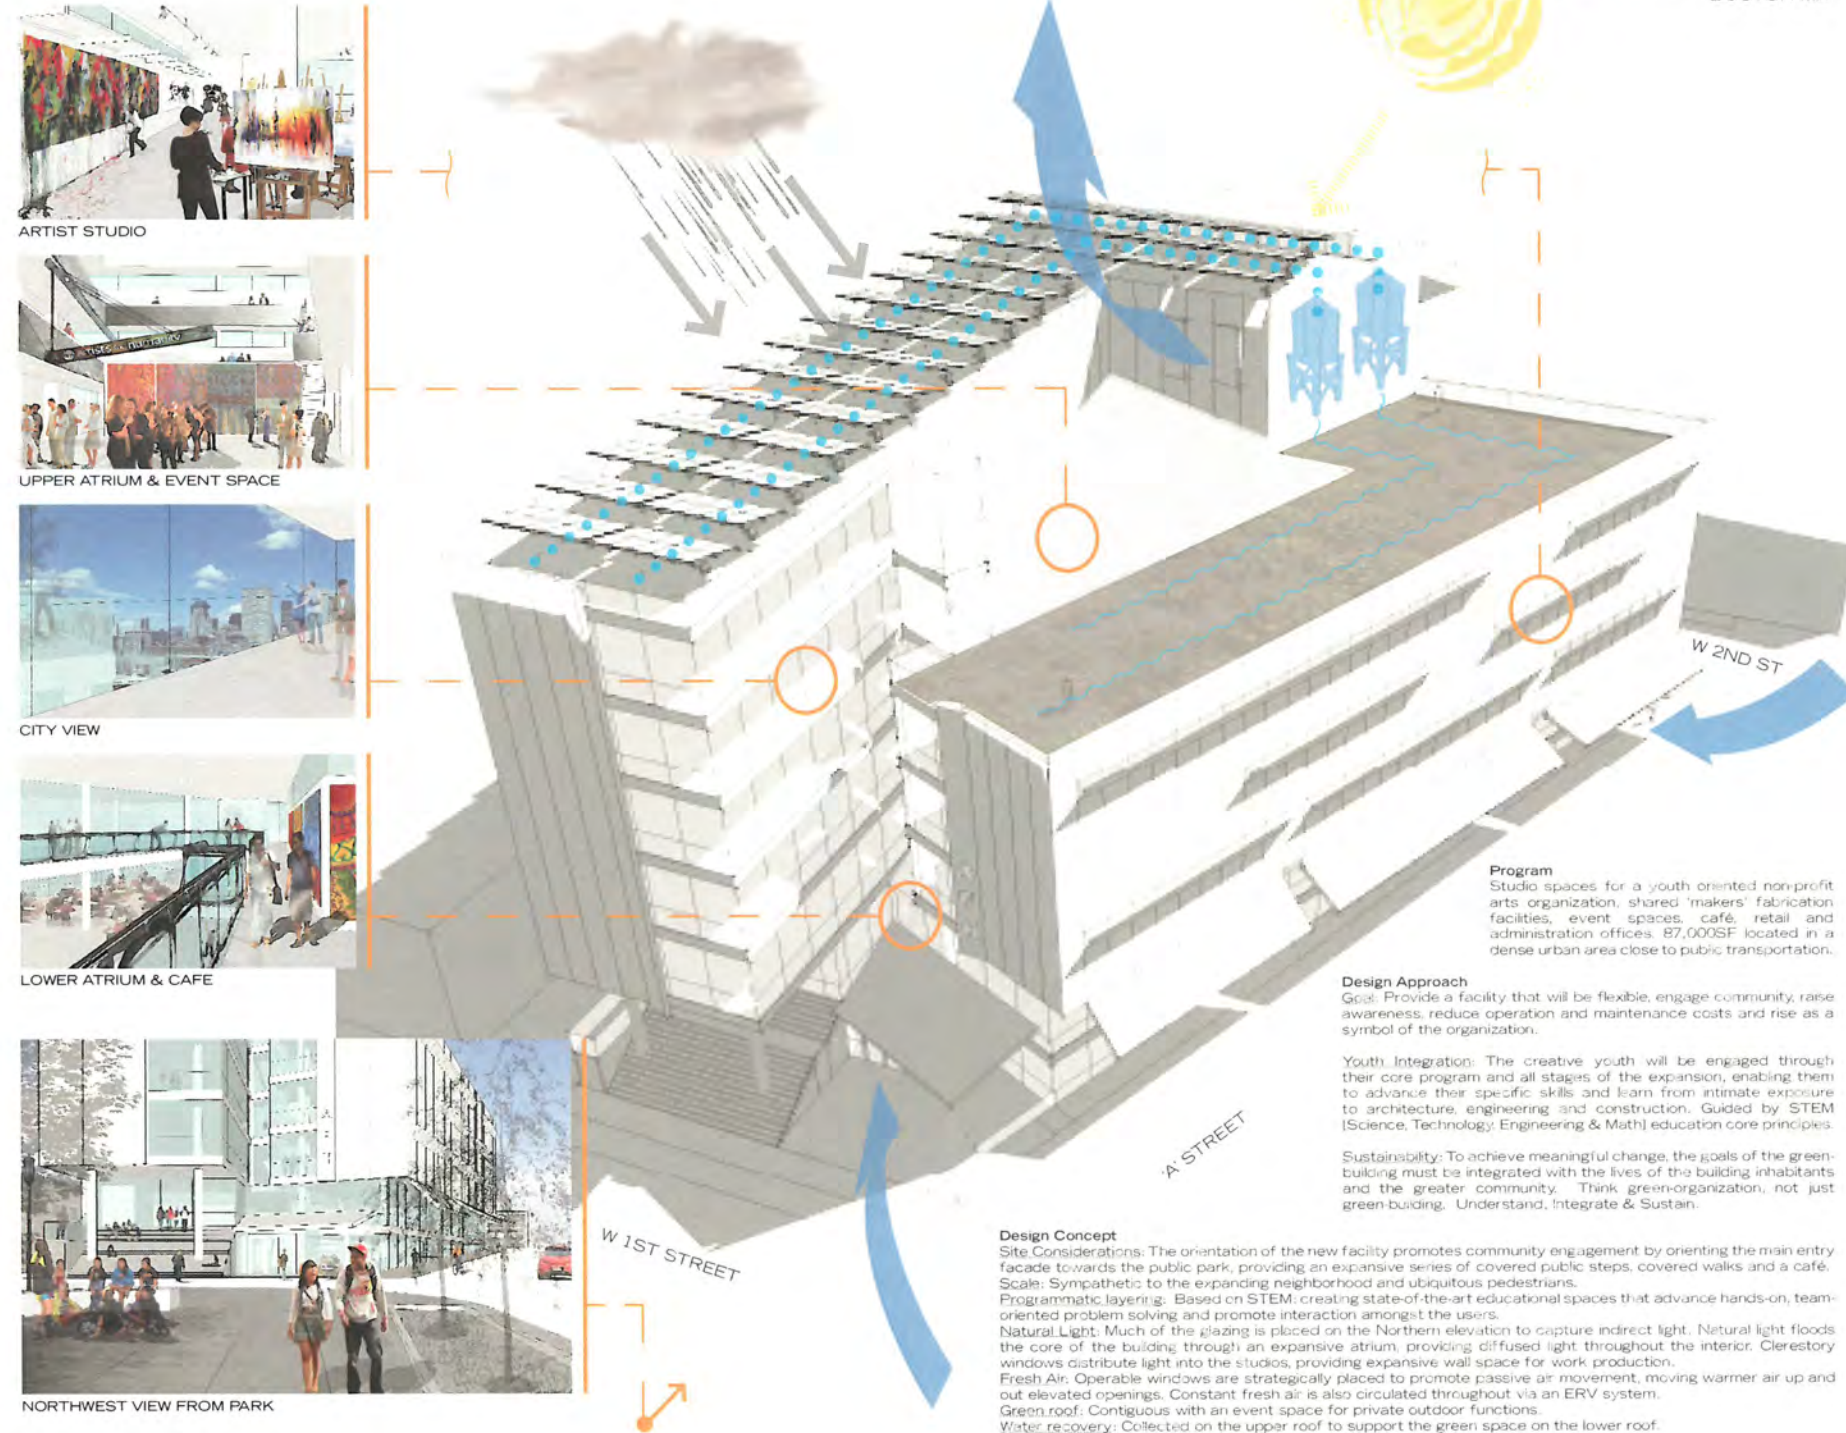 ARTIST STUDIO
UPPER ATRIUM & EVENT SPACE
CITY VIEW
LOWER ATRIUM & CAFE
NORTHWEST VIEW FROM PARK
W 2ND ST
'A' STREET
W 1ST STREET
Program
Studio spaces for a youth oriented non-profit
arts organization, shared 'makers' fabrication
facilities, event spaces, café, retail and
administration offices. 87,000SF located in a
dense urban area close to public transportation.
Design Approach
Goal: Provide a facility that will be flexible, engage community, raise
awareness, reduce operation and maintenance costs and rise as a
symbol of the organization.
Youth Integration: The creative youth will be engaged through
their core program and all stages of the expansion, enabling them
to advance their specific skills and learn from intimate exposure
to architecture, engineering and construction. Guided by STEM
[Science, Technology, Engineering & Math] education core principles.
Sustainability: To achieve meaningful change, the goals of the green-
building must be integrated with the lives of the building inhabitants
and the greater community. Think green-organization, not just
green-building. Understand, Integrate & Sustain.
Design Concept
Site Considerations: The orientation of the new facility promotes community engagement by orienting the main entry
facade towards the public park, providing an expansive series of covered public steps, covered walks and a café.
Scale: Sympathetic to the expanding neighborhood and ubiquitous pedestrians.
Programmatic layering: Based on STEM: creating state-of-the-art educational spaces that advance hands-on, team-
oriented problem solving and promote interaction amongst the users.
Natural Light: Much of the glazing is placed on the Northern elevation to capture indirect light. Natural light floods
the core of the building through an expansive atrium, providing diffused light throughout the interior. Clerestory
windows distribute light into the studios, providing expansive wall space for work production.
Fresh Air: Operable windows are strategically placed to promote passive air movement, moving warmer air up and
out elevated openings. Constant fresh air is also circulated throughout via an ERV system.
Green roof: Contiguous with an event space for private outdoor functions.
Water recovery: Collected on the upper roof to support the green space on the lower roof.